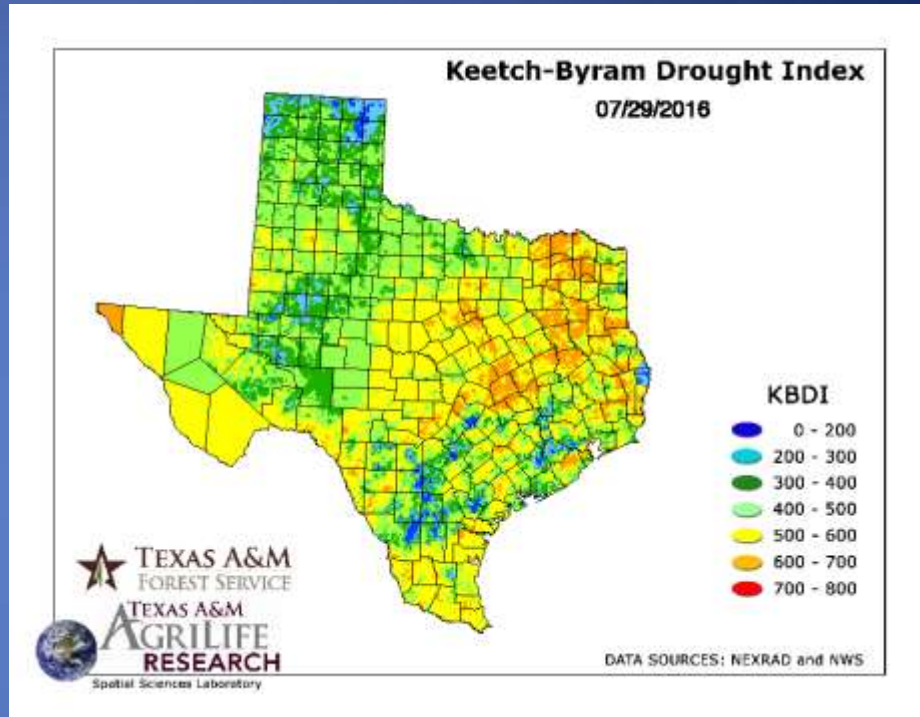 Keetch-Byram Drought Index
07/29/2016
KBDI
0 - 200
200 - 300
300 - 400
400 - 500
500 - 600
600 - 700
700 - 800
TEXAS A&M
FOREST SERVICE
TEXAS A&M
AGRILIFE
RESEARCH
Spatial Sciences Laboratory
DATA SOURCES: NEXRAD and NWS